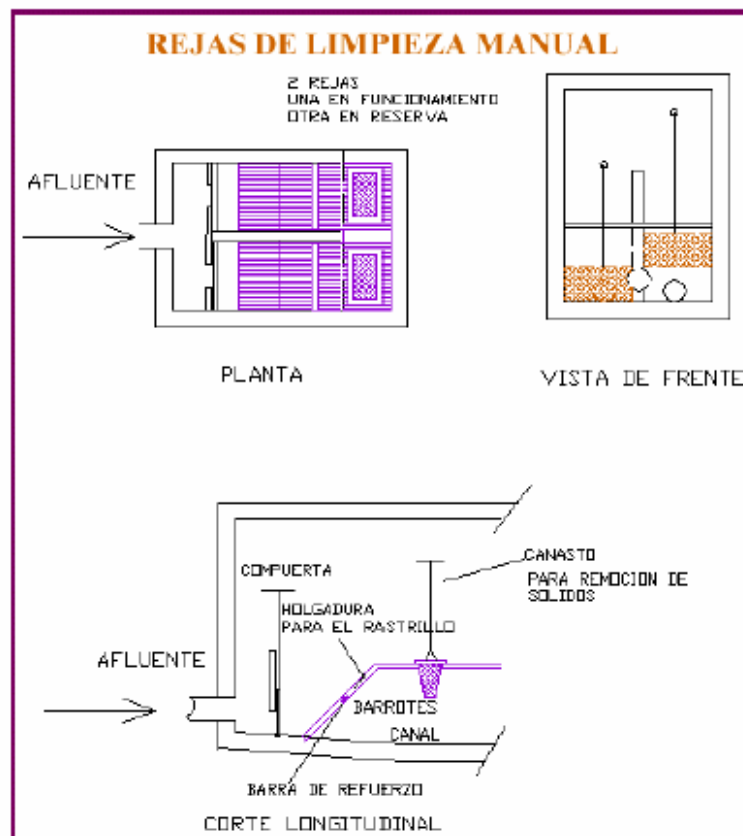 REJAS DE LIMPIEZA MANUAL
2 REJAS
UNA EN FUNCIONAMIENTO
OTRA EN RESERVA
AFLUENTE
PLANTA
VISTA DE FRENTE
COMPUERTA
HOLGADURA
PARA EL RASTRILLO
CANASTO
PARA REMOCION DE
SOLIDOS
AFLUENTE
BARROTES
CANAL
BARRA DE REFUERZO
CORTE LONGITUDINAL